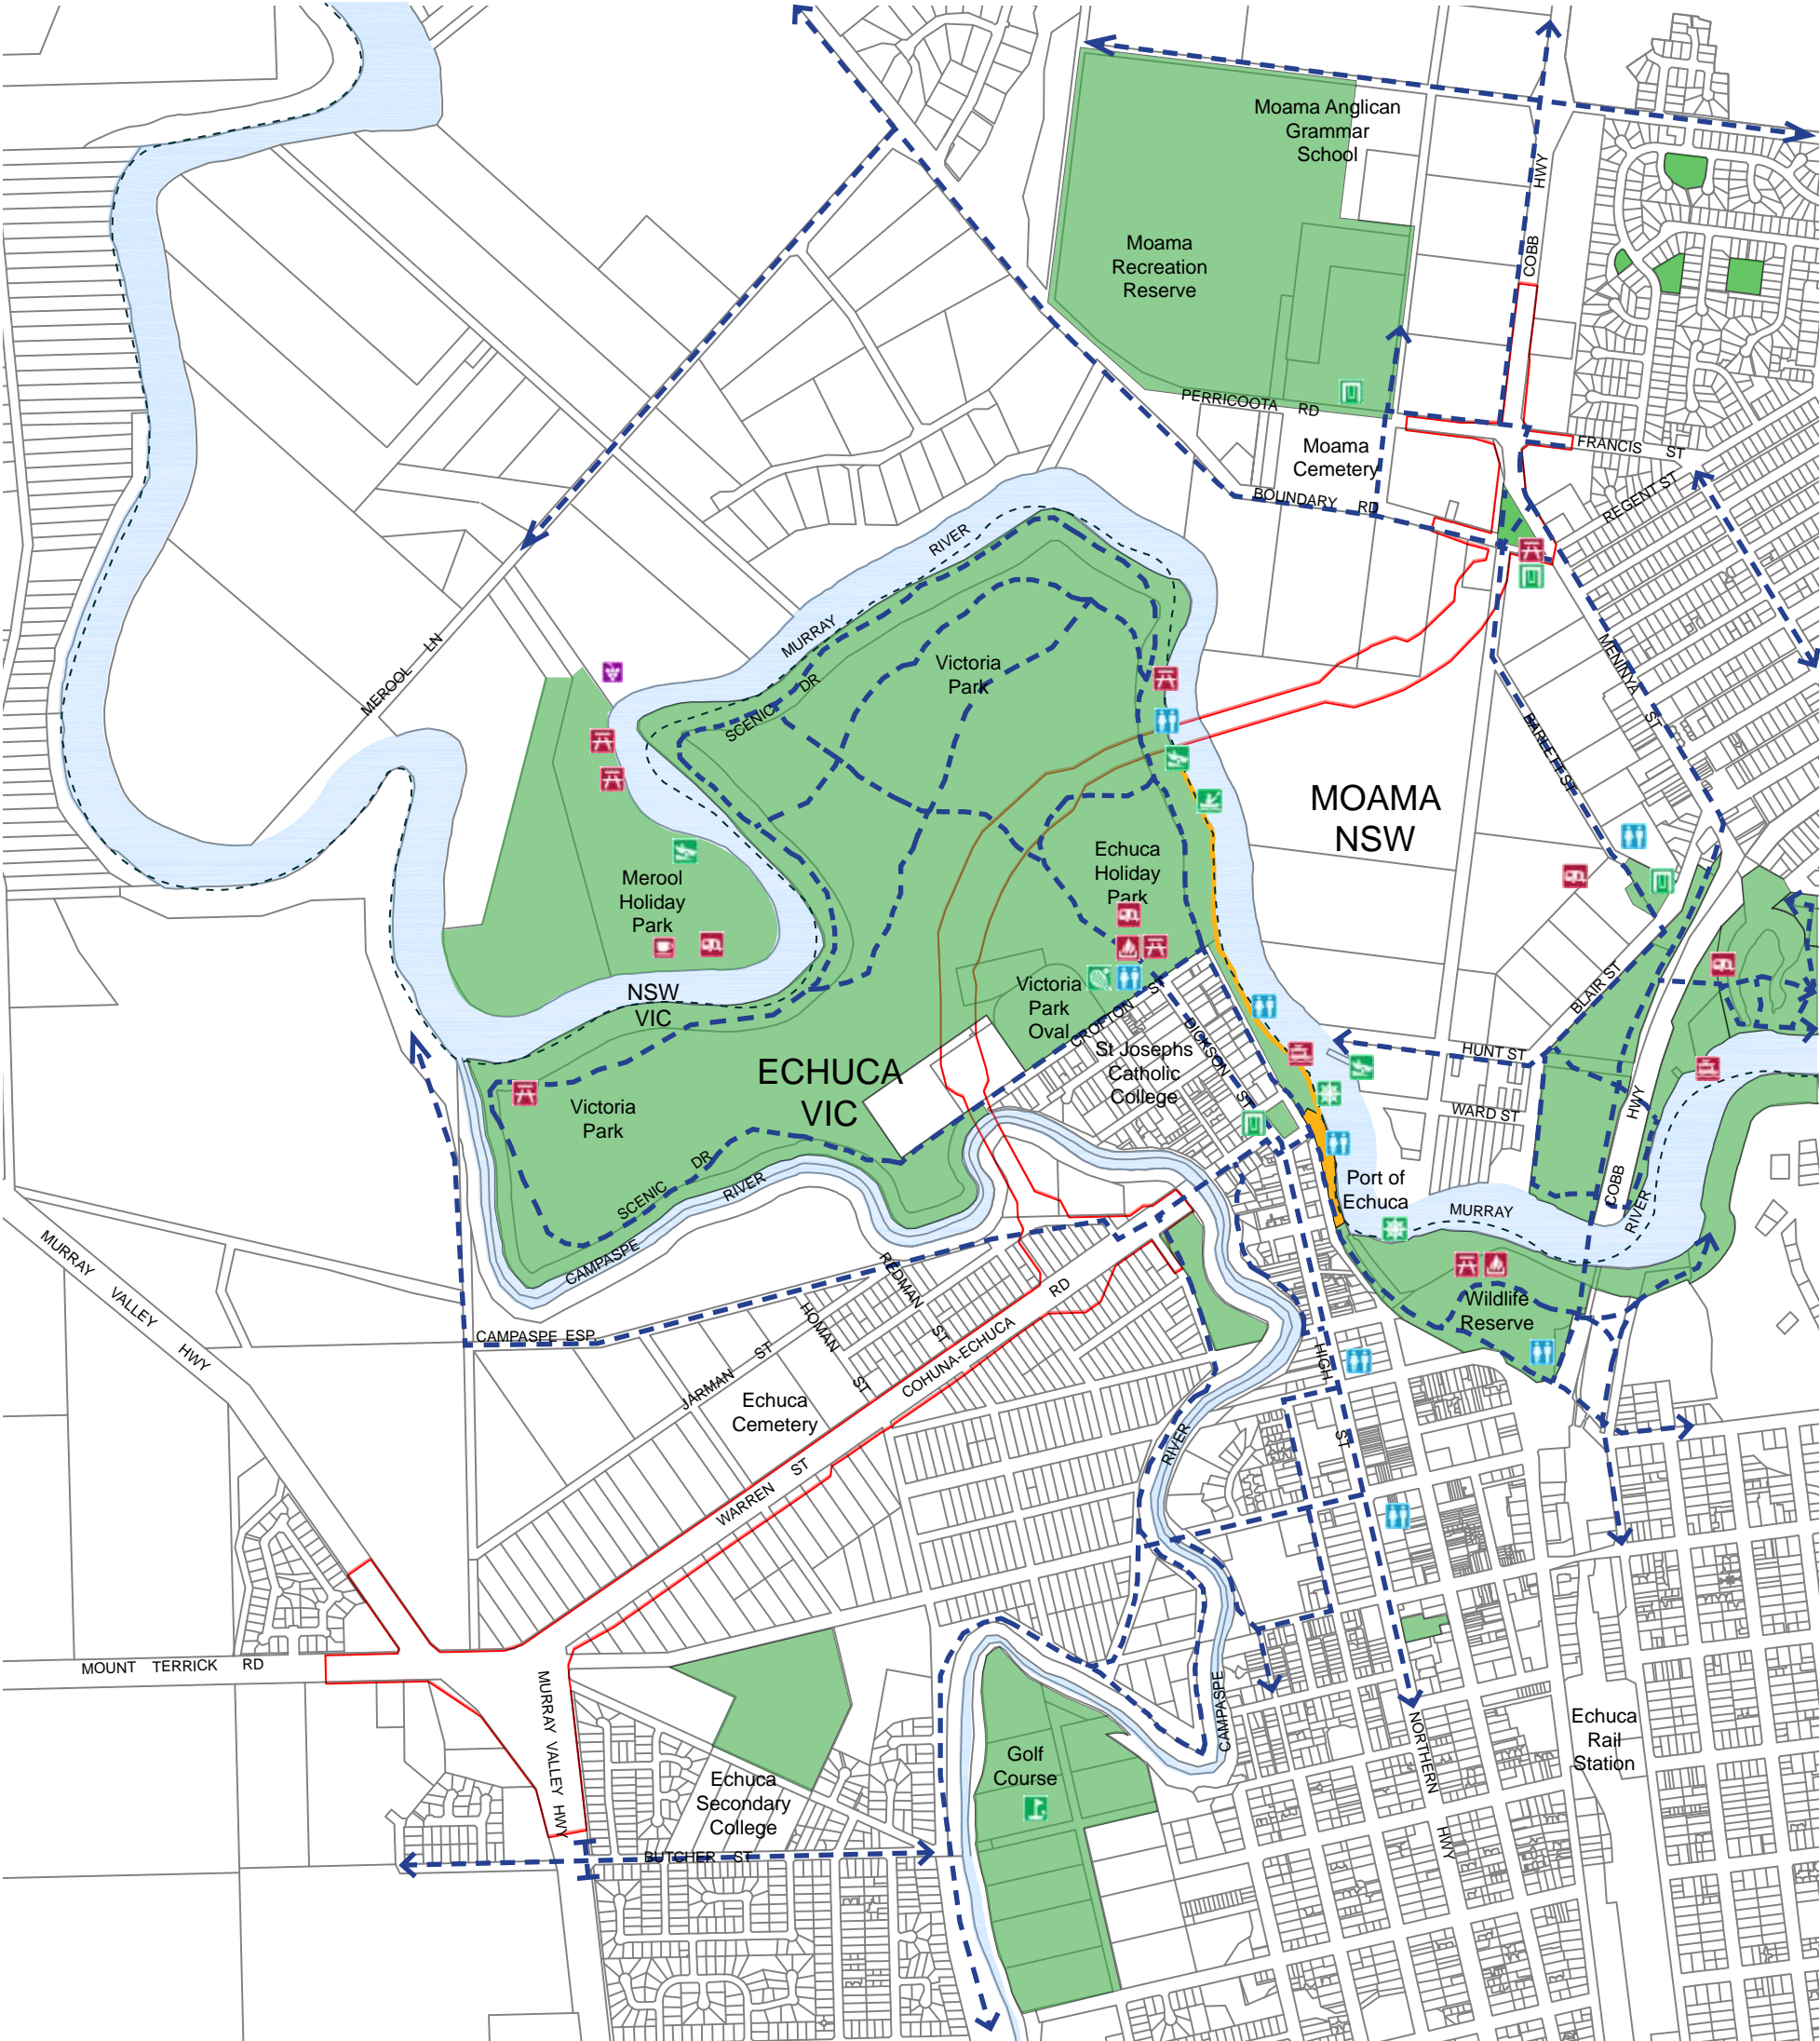 Moama Anglican
Grammar
School
HWY
COBB
Moama
Recreation
Reserve
PERRICOOTA RD
Moama
Cemetery
FRANCIS ST
REGENT ST
BOUNDARY RD
RIVER
MURRAY
MENINYA ST
MEROOL LN
SCENIC DR
Victoria
Park
BARLETT ST
MOAMA
NSW
Merool
Holiday
Park
Echuca
Holiday
Park
NSW
VIC
Victoria
Park
Oval
CROFTON ST
DICKSON ST
St Josephs
Catholic
College
BLAIR ST
HUNT ST
WARD ST
COBB HWY
ECHUCA
VIC
Victoria
Park
SCENIC DR
CAMPASPE RIVER
Port of
Echuca
MURRAY RIVER
Wildlife
Reserve
MURRAY VALLEY HWY
CAMPASPE ESP
REDMAN ST
HOMAN ST
JARMAN ST
COHUNA-ECHUCA RD
HIGH ST
Echuca
Cemetery
WARREN ST
RIVER
CAMPASPE
MOUNT TERRICK RD
MURRAY VALLEY HWY
Echuca
Secondary
College
BUTCHER ST
Golf
Course
NORTHERN HWY
Echuca
Rail
Station